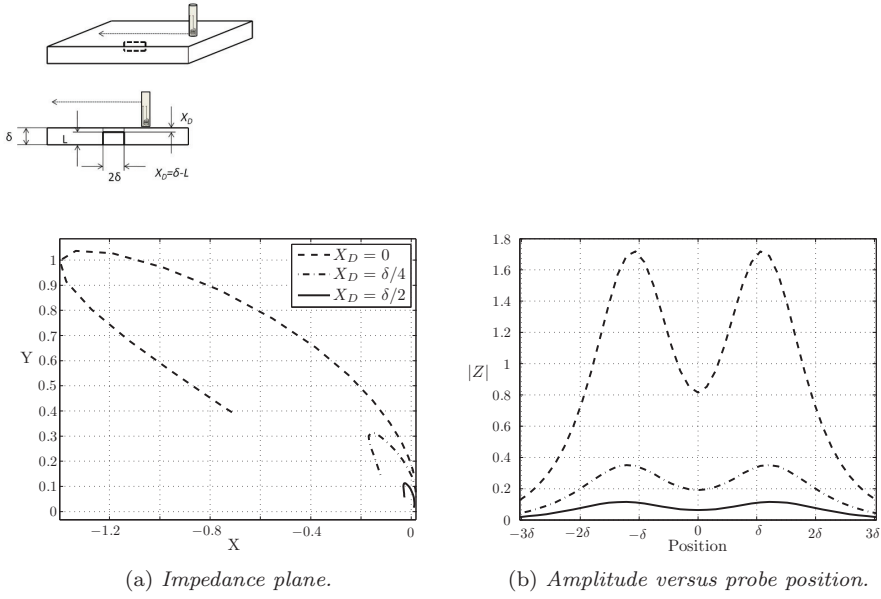 X_D
δ
L
2δ
X_D=δ-L
X_D = 0
X_D = δ/4
X_D = δ/2
1
0.9
0.8
0.7
0.6
0.5
0.4
0.3
0.2
0.1
0
Y
−1.2
−0.8
−0.4
0
X
(a) Impedance plane.
1.8
1.6
1.4
1.2
1
0.8
0.6
0.4
0.2
0
|Z|
−3δ
−2δ
−δ
0
δ
2δ
3δ
Position
(b) Amplitude versus probe position.